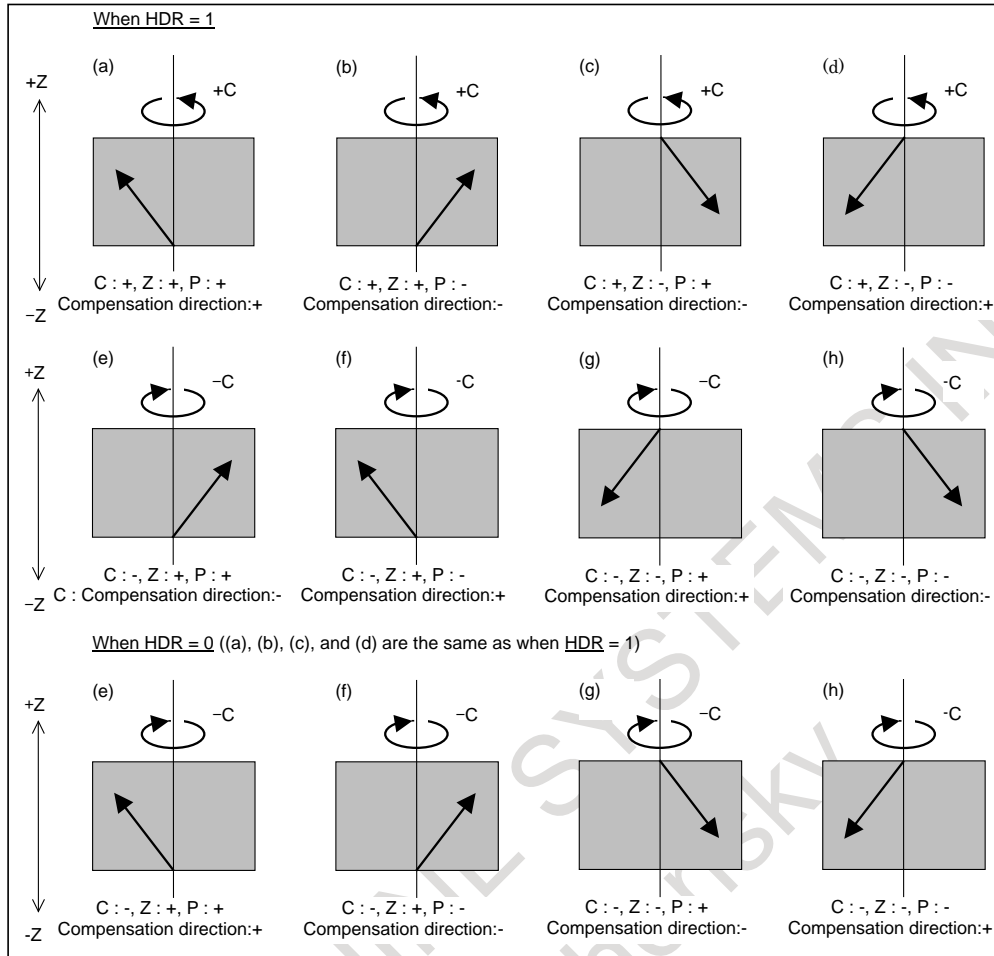 When HDR = 1
(a) (b) (c) (d)
+Z
+C +C +C +C
C : +, Z : +, P : + C : +, Z : +, P : - C : +, Z : -, P : + C : +, Z : -, P : -
−Z Compensation direction:+ Compensation direction:- Compensation direction:- Compensation direction:+
(e) (f) (g) (h)
+Z
−C -C −C -C
C : -, Z : +, P : + C : -, Z : +, P : - C : -, Z : -, P : + C : -, Z : -, P : -
−Z C : Compensation direction:- Compensation direction:+ Compensation direction:+ Compensation direction:-
When HDR = 0 ((a), (b), (c), and (d) are the same as when HDR = 1)
(e) (f) (g) (h)
+Z
−C −C −C -C
C : -, Z : +, P : + C : -, Z : +, P : - C : -, Z : -, P : + C : -, Z : -, P : -
-Z Compensation direction:+ Compensation direction:- Compensation direction:- Compensation direction:+